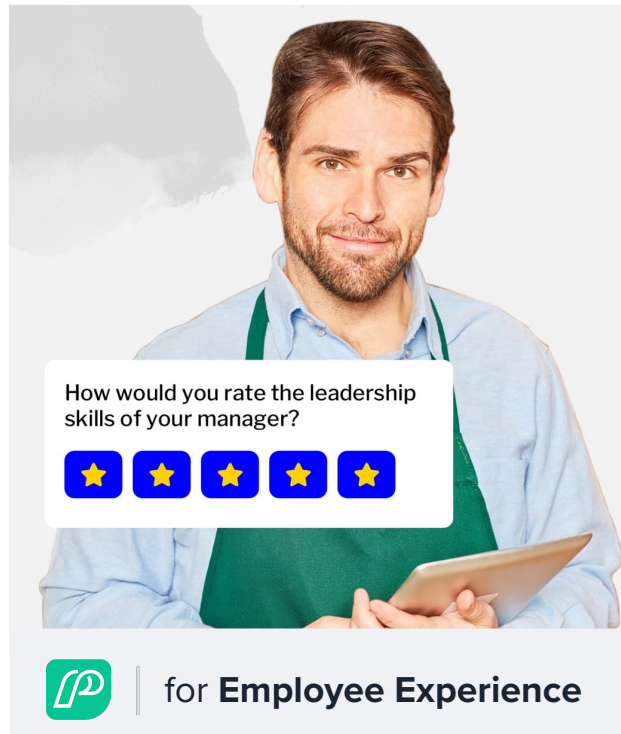 How would you rate the leadership
skills of your manager?
for Employee Experience